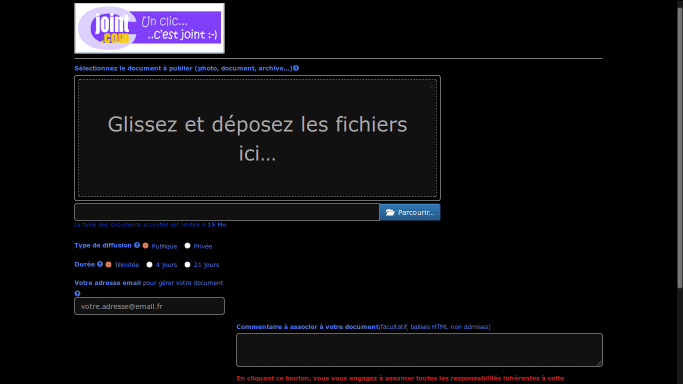 Cjoint
.com
Un clic...
..c'est joint :-)
Sélectionnez le document à publier (photo, document, archive...)
Glissez et déposez les fichiers
ici...
Parcourir...
La taille des documents acceptés est limitée à 15 Mo
Type de diffusion Publique Privée
Durée Illimitée 4 jours 21 jours
Votre adresse email pour gérer votre document
votre.adresse@email.fr
Commentaire à associer à votre document(facultatif, balises HTML non admises)
En cliquant ce bouton, vous vous engagez à assumer toutes les responsabilités inhérentes à cette